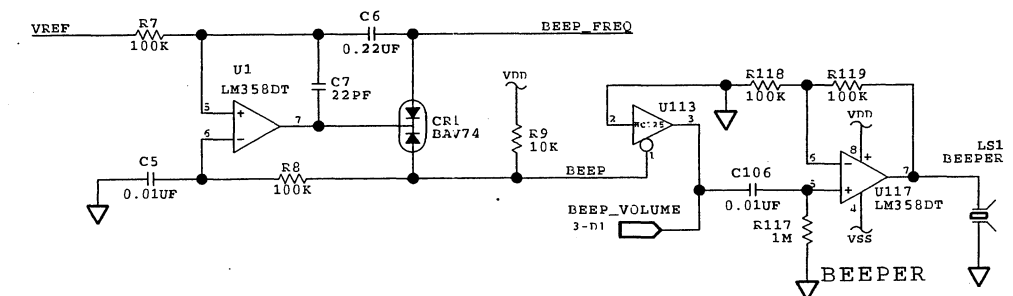 VREF
R7
100K
C6
0.22UF
BEEP_FREQ
U1
LM358DT
5
+
6
-
7
C7
22PF
CR1
BAV74
VDD
R9
10K
C5
0.01UF
R8
100K
BEEP
U113
2
3
1
R118
100K
R119
100K
VDD
8
+
-
+
7
U117
LM358DT
4
VSS
C106
0.01UF
BEEP_VOLUME
3-D1
R117
1M
LS1
BEEPER
BEEPER